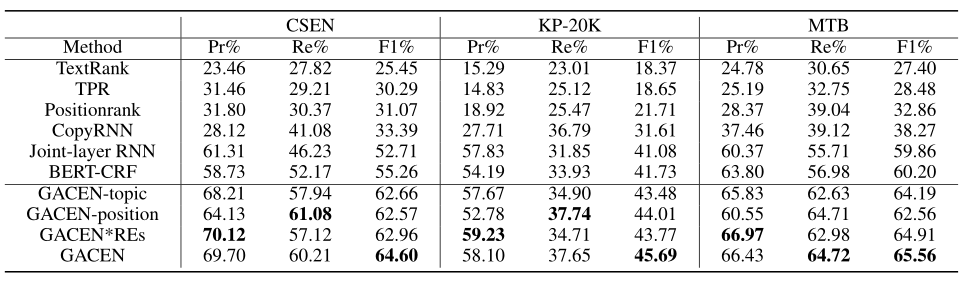 CSEN KP-20K MTB
Method Pr% Re% F1% Pr% Re% F1% Pr% Re% F1%
TextRank 23.46 27.82 25.45 15.29 23.01 18.37 24.78 30.65 27.40
TPR 31.46 29.21 30.29 14.83 25.12 18.65 25.19 32.75 28.48
Positionrank 31.80 30.37 31.07 18.92 25.47 21.71 28.37 39.04 32.86
CopyRNN 28.12 41.08 33.39 27.71 36.79 31.61 37.46 39.12 38.27
Joint-layer RNN 61.31 46.23 52.71 57.83 31.85 41.08 60.37 55.71 59.86
BERT-CRF 58.73 52.17 55.26 54.19 33.93 41.73 63.80 56.98 60.20
GACEN-topic 68.21 57.94 62.66 57.67 34.90 43.48 65.83 62.63 64.19
GACEN-position 64.13 61.08 62.57 52.78 37.74 44.01 60.55 64.71 62.56
GACEN*REs 70.12 57.12 62.96 59.23 34.71 43.77 66.97 62.98 64.91
GACEN 69.70 60.21 64.60 58.10 37.65 45.69 66.43 64.72 65.56